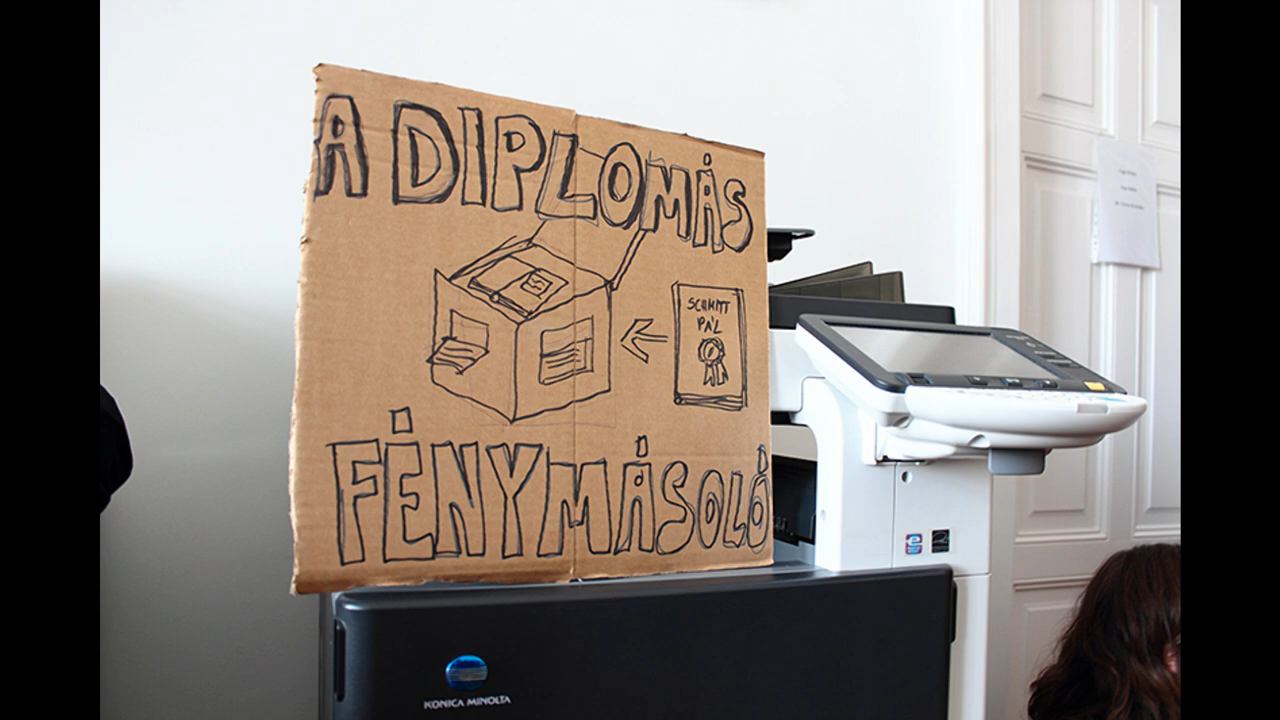 A DIPLOMÁS
SCHMITT
PÁL
FÉNYMÁSOLÓ
KONICA MINOLTA